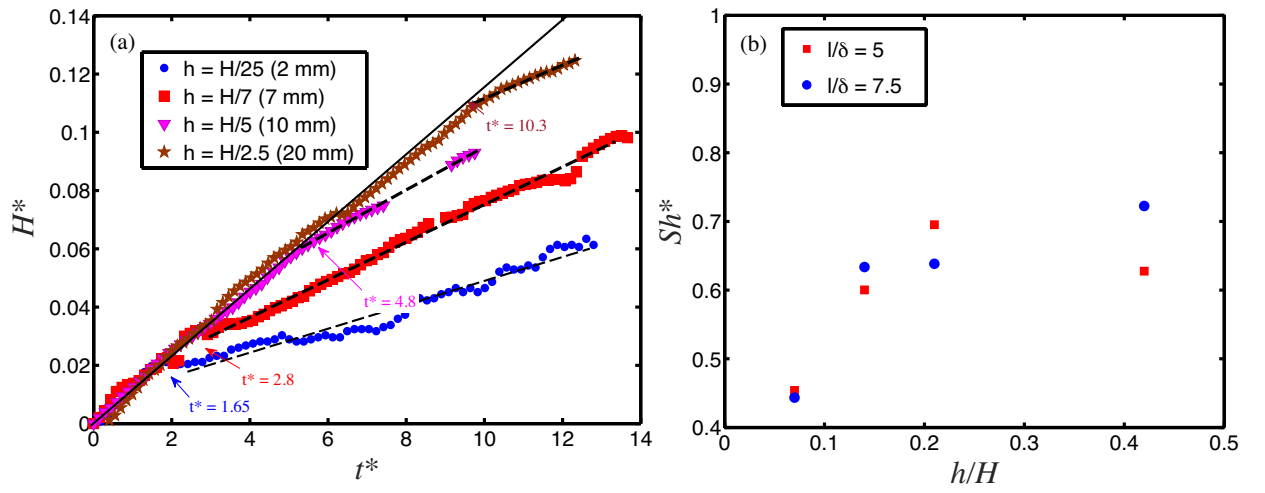 (a)
h = H/25 (2 mm)
h = H/7 (7 mm)
h = H/5 (10 mm)
h = H/2.5 (20 mm)
t* = 10.3
t* = 4.8
t* = 2.8
t* = 1.65
0.14
0.12
0.1
0.08
0.06
0.04
0.02
0
H*
0 2 4 6 8 10 12 14
t*
(b)
l/δ = 5
l/δ = 7.5
1
0.9
0.8
0.7
0.6
0.5
0.4
Sh*
0 0.1 0.2 0.3 0.4 0.5
h/H